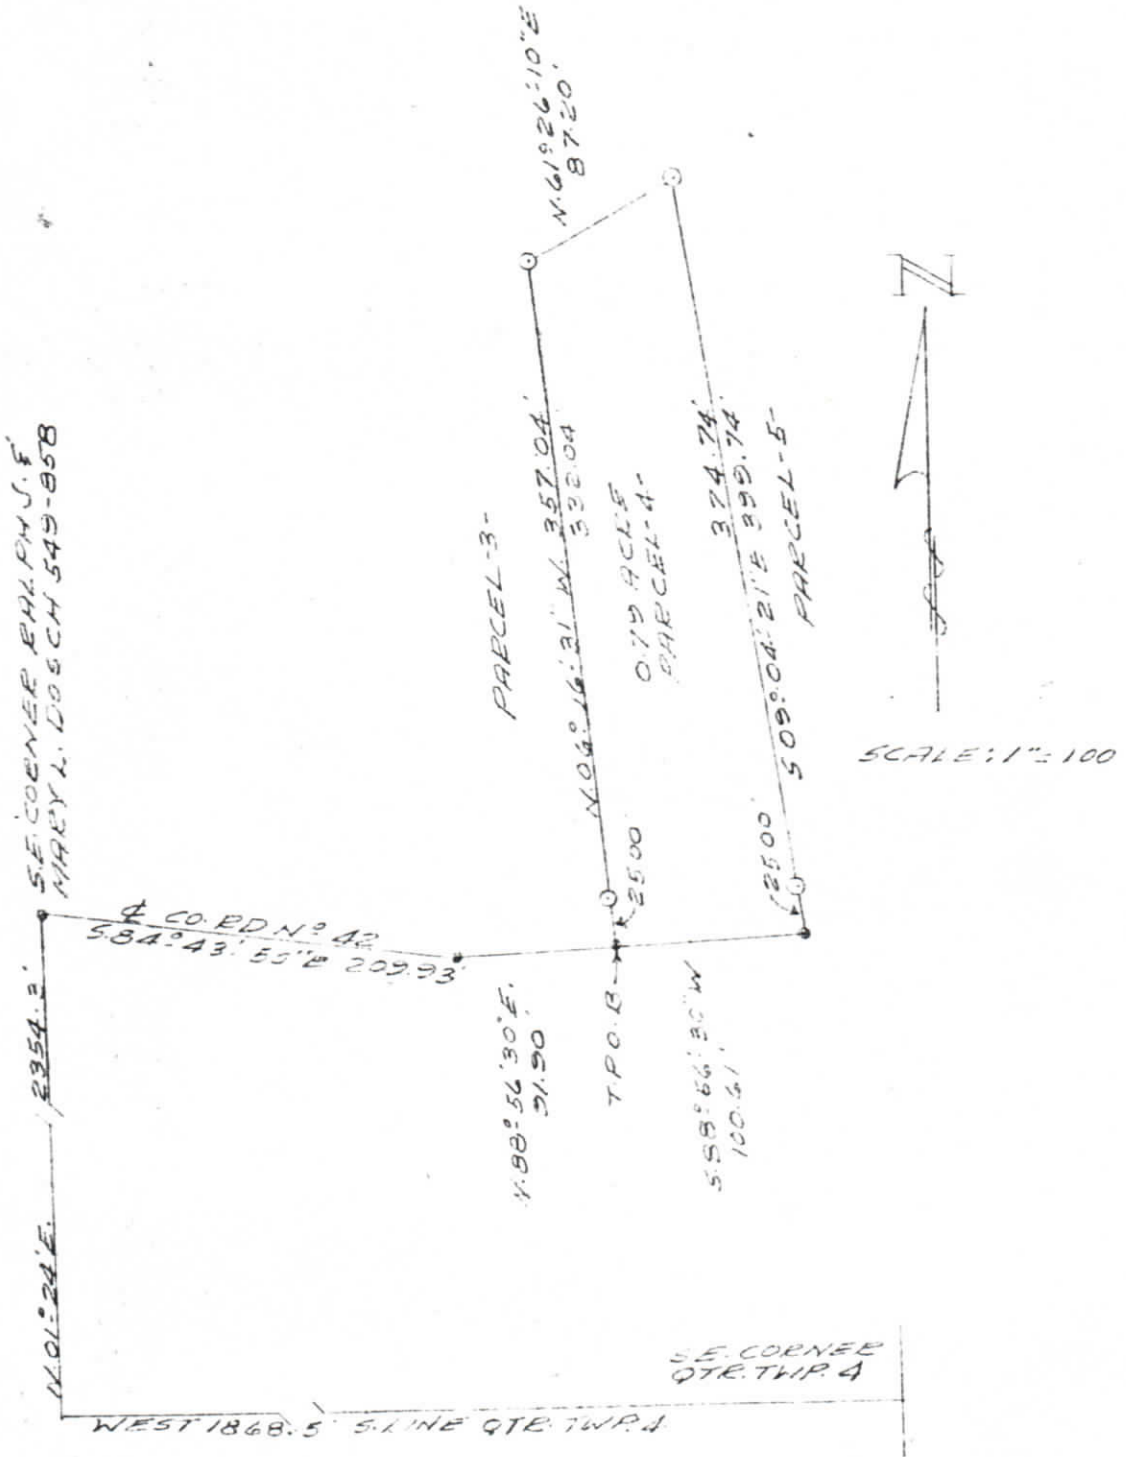 N.61°26'10"E
87.20'
S.E. CORNER RALPH J. &
MARY L. DOSCH 549-858
N
PARCEL-3-
N.06°16'31" W. 357.04'
332.04'
0.79 ACRE
PARCEL-4-
374.74'
S09°04'21"E 399.74'
PARCEL-5-
SCALE: 1"=100
25.00'
25.00'
₵ CO. RD. Nº 42
S.84°43'50"E 209.93'
N.88°56'30"E.
91.90'
T.P.O.B.
S.88°56'30"W
100.61'
2354.2'
N.01°24'E.
S.E. CORNER
QTR. TWP. 4
WEST 1868.5' S. LINE QTR. TWP. 4